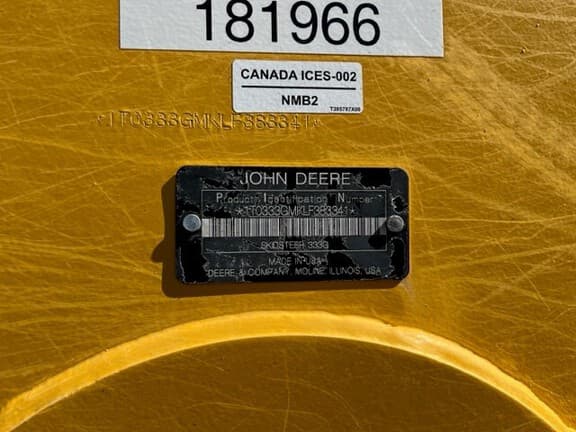 181966
CANADA ICES-002
NMB2
T265787X00
*1T0333GMKLF383341*
JOHN DEERE
Product Identification Number
P I N
*1T0333GMKLF383341*
SKIDSTEER 333G
MADE IN USA
DEERE & COMPANY, MOLINE ILLINOIS, USA